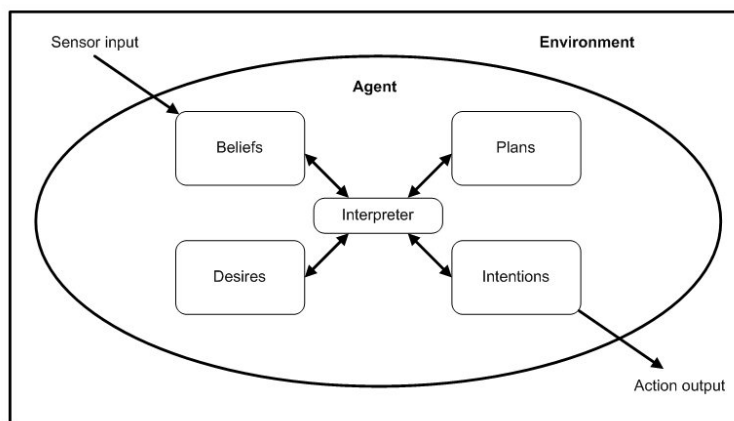 Sensor input
Environment
Agent
Beliefs
Plans
Interpreter
Desires
Intentions
Action output